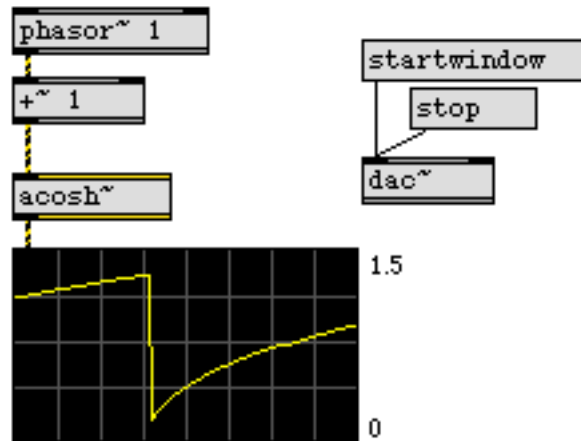 phasor~ 1
startwindow
+~ 1
stop
dac~
acosh~
1.5
0